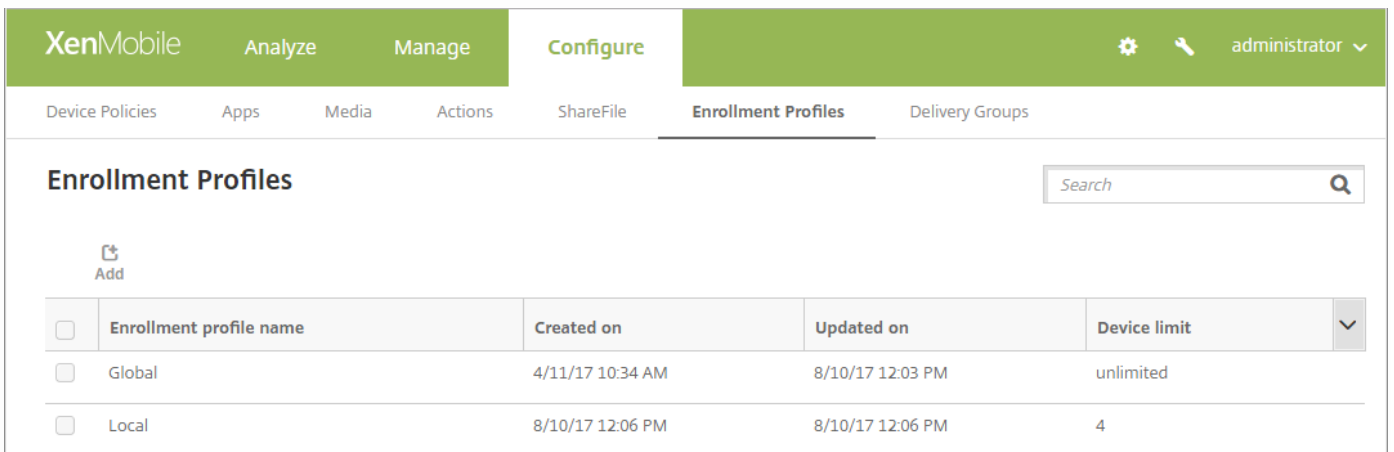 XenMobile Analyze Manage Configure administrator
Device Policies Apps Media Actions ShareFile Enrollment Profiles Delivery Groups
Enrollment Profiles
Search
Add
Enrollment profile name Created on Updated on Device limit
Global 4/11/17 10:34 AM 8/10/17 12:03 PM unlimited
Local 8/10/17 12:06 PM 8/10/17 12:06 PM 4